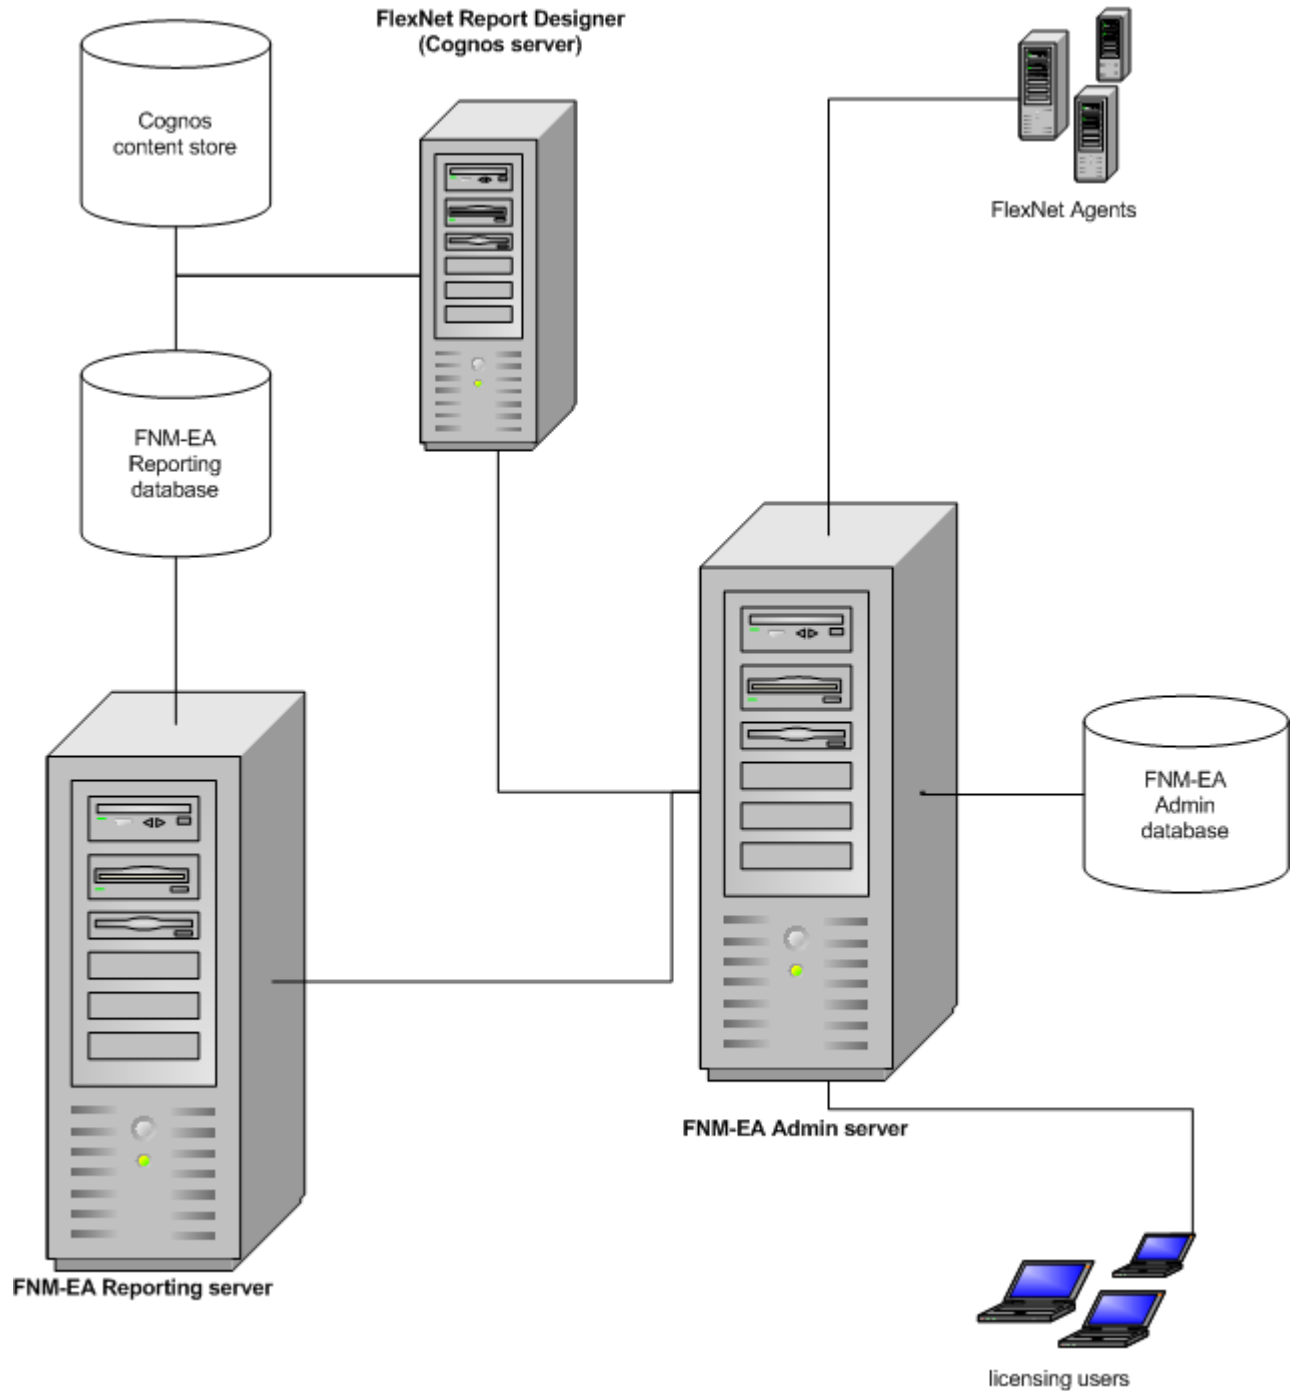 FlexNet Report Designer
(Cognos server)
Cognos
content store
FlexNet Agents
FNM-EA
Reporting
database
FNM-EA
Admin
database
FNM-EA Admin server
FNM-EA Reporting server
licensing users